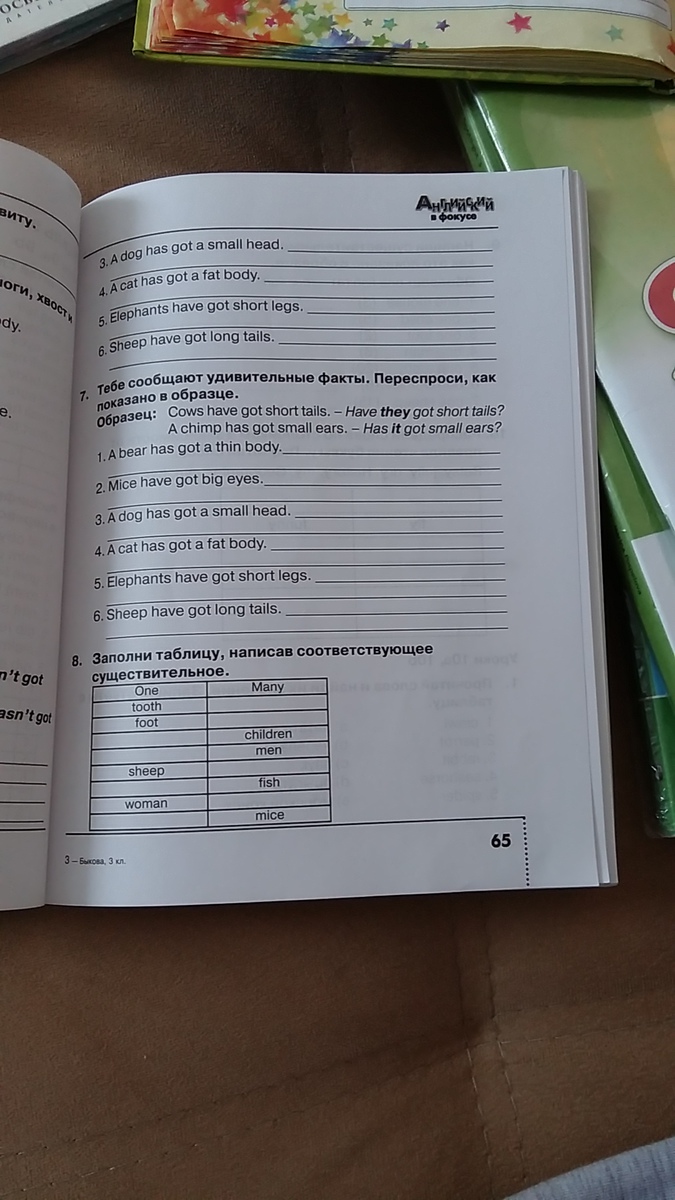 виту.
оги, хвост и
dy.
e.
n't got
asn't got
Английский
в фокусе
3. A dog has got a small head.
4. A cat has got a fat body.
5. Elephants have got short legs.
6. Sheep have got long tails.
7. Тебе сообщают удивительные факты. Переспроси, как
показано в образце.
Образец: Cows have got short tails. – Have they got short tails?
A chimp has got small ears. – Has it got small ears?
1. A bear has got a thin body.
2. Mice have got big eyes.
3. A dog has got a small head.
4. A cat has got a fat body.
5. Elephants have got short legs.
6. Sheep have got long tails.
8. Заполни таблицу, написав соответствующее
существительное.
One Many
tooth
foot
children
men
sheep
fish
woman
mice
65
3 – Быкова, 3 кл.